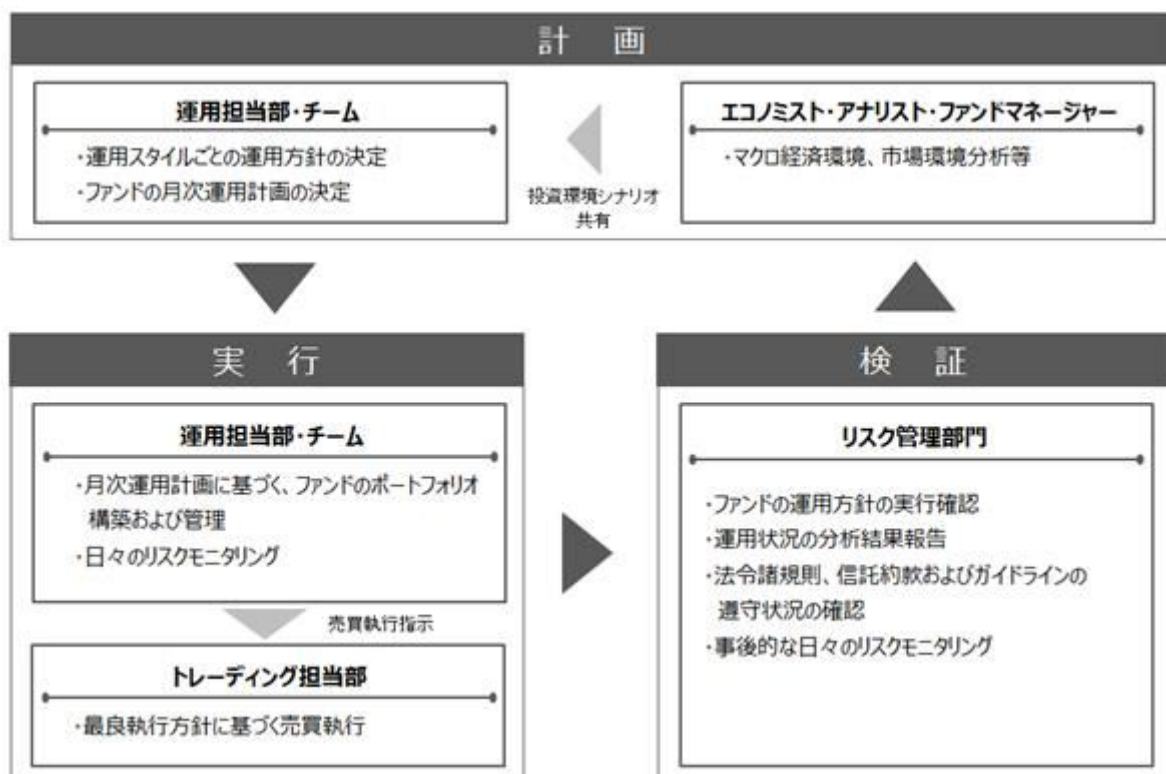 計 画
運用担当部・チーム
・運用スタイルごとの運用方針の決定
・ファンドの月次運用計画の決定
投資環境シナリオ
共有
エコノミスト・アナリスト・ファンドマネージャー
・マクロ経済環境、市場環境分析等
実 行
運用担当部・チーム
・月次運用計画に基づく、ファンドのポートフォリオ
構築および管理
・日々のリスクモニタリング
売買執行指示
トレーディング担当部
・最良執行方針に基づく売買執行
検 証
リスク管理部門
・ファンドの運用方針の実行確認
・運用状況の分析結果報告
・法令諸規則、信託約款およびガイドラインの
遵守状況の確認
・事後的な日々のリスクモニタリング